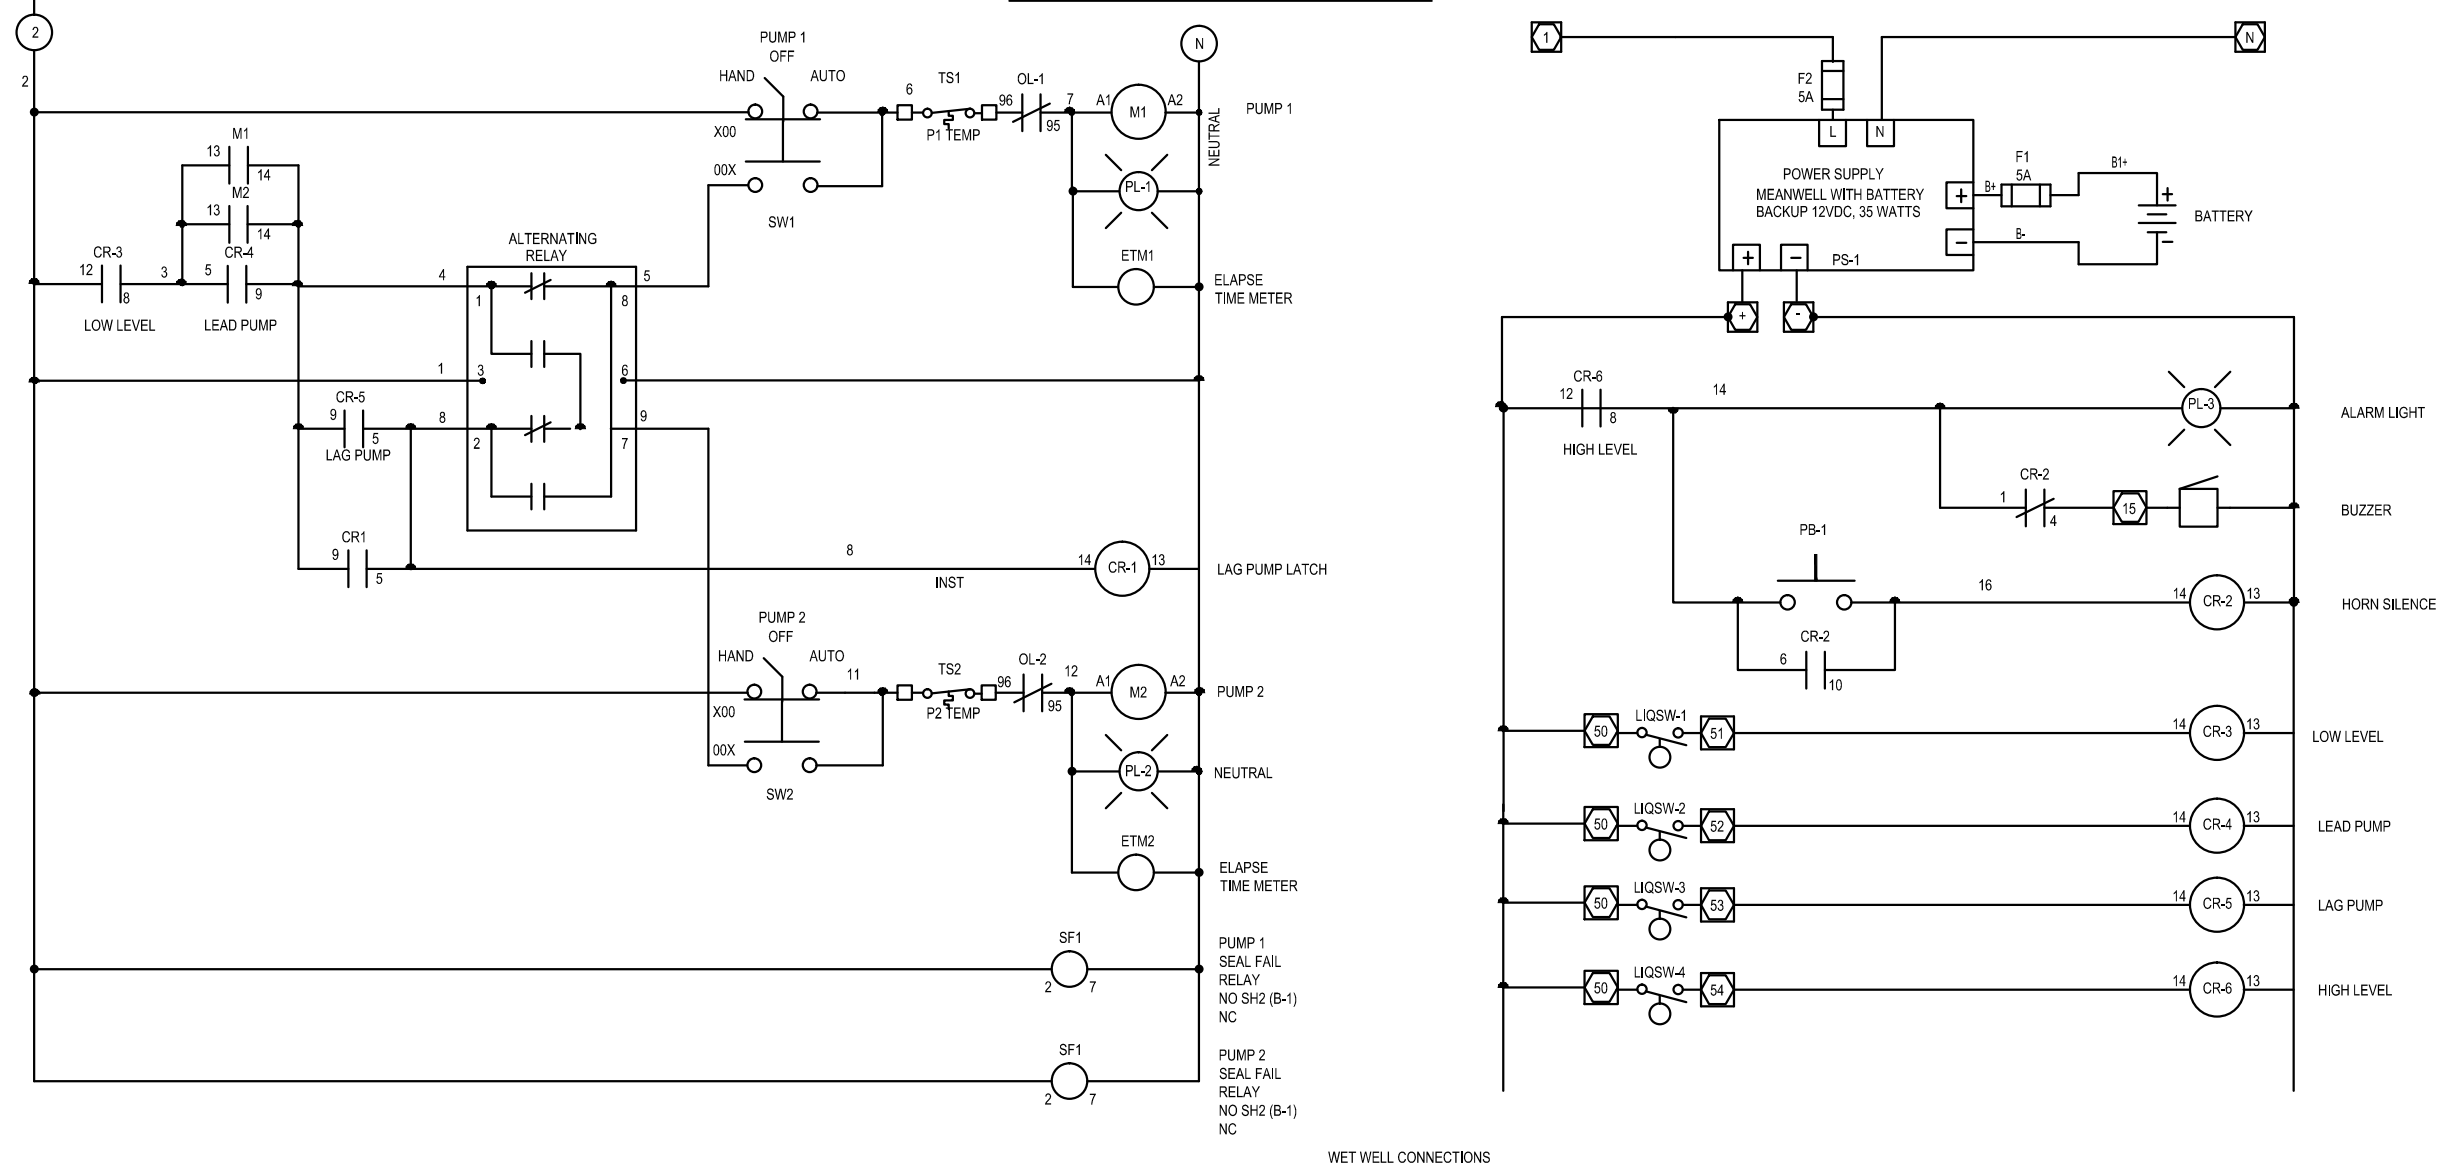 2
2
PUMP 1
OFF
HAND
AUTO
X00
00X
SW1
6
TS1
P1 TEMP
OL-1
96
95
7
A1
M1
A2
N
NEUTRAL
PUMP 1
PL-1
ETM1
ELAPSE
TIME METER
M1
13
14
M2
13
14
CR-3
12
8
LOW LEVEL
3
CR-4
5
9
LEAD PUMP
ALTERNATING
RELAY
4
1
5
8
1
3
6
CR-5
9
5
LAG PUMP
8
2
9
7
CR1
9
5
8
INST
14
CR-1
13
LAG PUMP LATCH
PUMP 2
OFF
HAND
AUTO
X00
00X
SW2
11
TS2
P2 TEMP
OL-2
96
95
12
A1
M2
A2
PUMP 2
PL-2
NEUTRAL
ETM2
ELAPSE
TIME METER
SF1
2
7
PUMP 1
SEAL FAIL
RELAY
NO SH2 (B-1)
NC
SF1
2
7
PUMP 2
SEAL FAIL
RELAY
NO SH2 (B-1)
NC
1
N
F2
5A
L
N
POWER SUPPLY
MEANWELL WITH BATTERY
BACKUP 12VDC, 35 WATTS
PS-1
+
−
+
−
B+
F1
5A
B1+
B-
+
−
BATTERY
+
-
CR-6
12
8
HIGH LEVEL
14
PL-3
ALARM LIGHT
CR-2
1
4
15
BUZZER
PB-1
16
14
CR-2
13
HORN SILENCE
CR-2
6
10
50
LIQSW-1
51
14
CR-3
13
LOW LEVEL
50
LIQSW-2
52
14
CR-4
13
LEAD PUMP
50
LIQSW-3
53
14
CR-5
13
LAG PUMP
50
LIQSW-4
54
14
CR-6
13
HIGH LEVEL
WET WELL CONNECTIONS